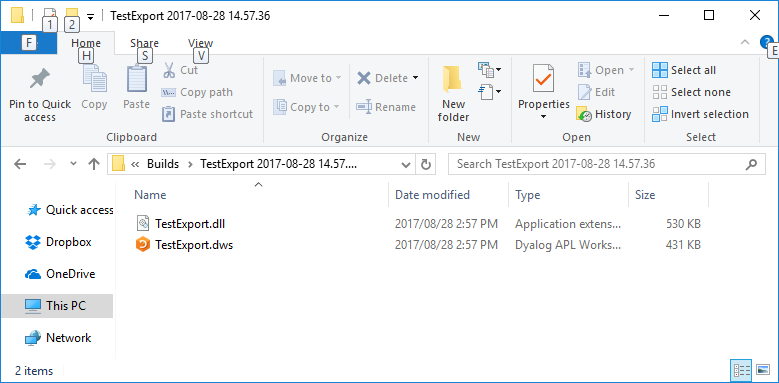 TestExport 2017-08-28 14.57.36
1 2
F Home Share View E
H S V
Pin to Quick access
Copy
Paste
Cut
Copy path
Paste shortcut
Clipboard
Move to
Copy to
Delete
Rename
Organize
New folder
New
Properties
Open
Edit
History
Open
Select all
Select none
Invert selection
Select
« Builds > TestExport 2017-08-28 14.57....
Search TestExport 2017-08-28 14.57.36
Name Date modified Type Size
Quick access
Dropbox
OneDrive
This PC
Network
TestExport.dll 2017/08/28 2:57 PM Application extens... 530 KB
TestExport.dws 2017/08/28 2:57 PM Dyalog APL Works... 431 KB
2 items